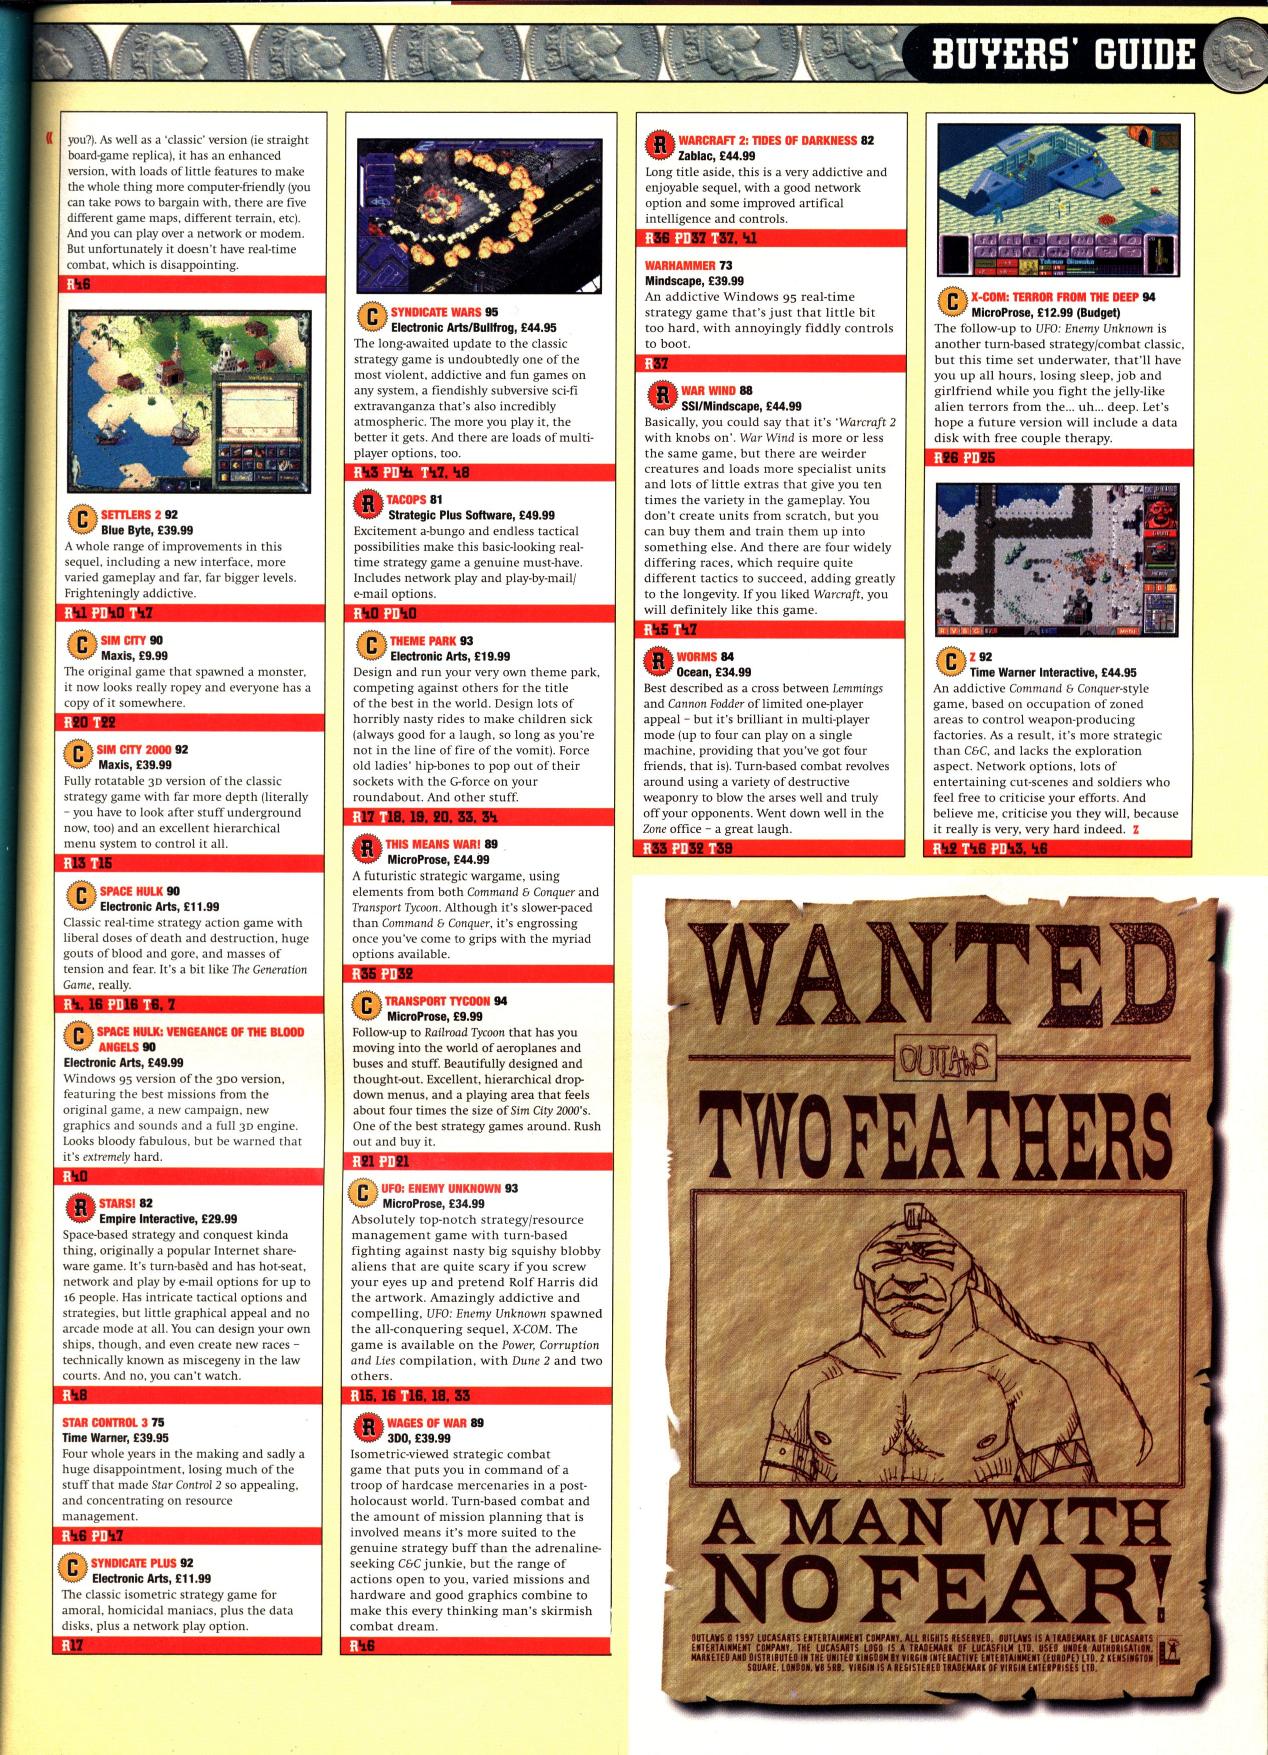 BUYERS' GUIDE
« you?). As well as a 'classic' version (ie straight
board-game replica), it has an enhanced
version, with loads of little features to make
the whole thing more computer-friendly (you
can take POWs to bargain with, there are five
different game maps, different terrain, etc).
And you can play over a network or modem.
But unfortunately it doesn't have real-time
combat, which is disappointing.
R46
C SETTLERS 2 92
Blue Byte, £39.99
A whole range of improvements in this
sequel, including a new interface, more
varied gameplay and far, far bigger levels.
Frighteningly addictive.
R41 PD40 T47
C SIM CITY 90
Maxis, £9.99
The original game that spawned a monster,
it now looks really ropey and everyone has a
copy of it somewhere.
R20 T22
C SIM CITY 2000 92
Maxis, £39.99
Fully rotatable 3D version of the classic
strategy game with far more depth (literally
– you have to look after stuff underground
now, too) and an excellent hierarchical
menu system to control it all.
R13 T15
C SPACE HULK 90
Electronic Arts, £11.99
Classic real-time strategy action game with
liberal doses of death and destruction, huge
gouts of blood and gore, and masses of
tension and fear. It's a bit like The Generation
Game, really.
R4, 16 PD16 T6, 7
C SPACE HULK: VENGEANCE OF THE BLOOD
ANGELS 90
Electronic Arts, £49.99
Windows 95 version of the 3DO version,
featuring the best missions from the
original game, a new campaign, new
graphics and sounds and a full 3D engine.
Looks bloody fabulous, but be warned that
it's extremely hard.
R40
R STARS! 82
Empire Interactive, £29.99
Space-based strategy and conquest kinda
thing, originally a popular Internet share-
ware game. It's turn-basèd and has hot-seat,
network and play by e-mail options for up to
16 people. Has intricate tactical options and
strategies, but little graphical appeal and no
arcade mode at all. You can design your own
ships, though, and even create new races –
technically known as miscegeny in the law
courts. And no, you can't watch.
R48
STAR CONTROL 3 75
Time Warner, £39.95
Four whole years in the making and sadly a
huge disappointment, losing much of the
stuff that made Star Control 2 so appealing,
and concentrating on resource
management.
R46 PD47
C SYNDICATE PLUS 92
Electronic Arts, £11.99
The classic isometric strategy game for
amoral, homicidal maniacs, plus the data
disks, plus a network play option.
R17
C SYNDICATE WARS 95
Electronic Arts/Bullfrog, £44.95
The long-awaited update to the classic
strategy game is undoubtedly one of the
most violent, addictive and fun games on
any system, a fiendishly subversive sci-fi
extravaganza that's also incredibly
atmospheric. The more you play it, the
better it gets. And there are loads of multi-
player options, too.
R43 PD44 T47, 48
R TACOPS 81
Strategic Plus Software, £49.99
Excitement a-bungo and endless tactical
possibilities make this basic-looking real-
time strategy game a genuine must-have.
Includes network play and play-by-mail/
e-mail options.
R40 PD40
C THEME PARK 93
Electronic Arts, £19.99
Design and run your very own theme park,
competing against others for the title
of the best in the world. Design lots of
horribly nasty rides to make children sick
(always good for a laugh, so long as you're
not in the line of fire of the vomit). Force
old ladies' hip-bones to pop out of their
sockets with the G-force on your
roundabout. And other stuff.
R17 T18, 19, 20, 33, 34
R THIS MEANS WAR! 89
MicroProse, £44.99
A futuristic strategic wargame, using
elements from both Command & Conquer and
Transport Tycoon. Although it's slower-paced
than Command & Conquer, it's engrossing
once you've come to grips with the myriad
options available.
R35 PD32
C TRANSPORT TYCOON 94
MicroProse, £9.99
Follow-up to Railroad Tycoon that has you
moving into the world of aeroplanes and
buses and stuff. Beautifully designed and
thought-out. Excellent, hierarchical drop-
down menus, and a playing area that feels
about four times the size of Sim City 2000's.
One of the best strategy games around. Rush
out and buy it.
R21 PD21
C UFO: ENEMY UNKNOWN 93
MicroProse, £34.99
Absolutely top-notch strategy/resource
management game with turn-based
fighting against nasty big squishy blobby
aliens that are quite scary if you screw
your eyes up and pretend Rolf Harris did
the artwork. Amazingly addictive and
compelling, UFO: Enemy Unknown spawned
the all-conquering sequel, X-COM. The
game is available on the Power, Corruption
and Lies compilation, with Dune 2 and two
others.
R15, 16 T16, 18, 33
R WAGES OF WAR 89
3DO, £39.99
Isometric-viewed strategic combat
game that puts you in command of a
troop of hardcase mercenaries in a post-
holocaust world. Turn-based combat and
the amount of mission planning that is
involved means it's more suited to the
genuine strategy buff than the adrenaline-
seeking C&C junkie, but the range of
actions open to you, varied missions and
hardware and good graphics combine to
make this every thinking man's skirmish
combat dream.
R46
R WARCRAFT 2: TIDES OF DARKNESS 82
Zablac, £44.99
Long title aside, this is a very addictive and
enjoyable sequel, with a good network
option and some improved artifical
intelligence and controls.
R36 PD37 T37, 41
WARHAMMER 73
Mindscape, £39.99
An addictive Windows 95 real-time
strategy game that's just that little bit
too hard, with annoyingly fiddly controls
to boot.
R37
R WAR WIND 88
SSI/Mindscape, £44.99
Basically, you could say that it's 'Warcraft 2
with knobs on'. War Wind is more or less
the same game, but there are weirder
creatures and loads more specialist units
and lots of little extras that give you ten
times the variety in the gameplay. You
don't create units from scratch, but you
can buy them and train them up into
something else. And there are four widely
differing races, which require quite
different tactics to succeed, adding greatly
to the longevity. If you liked Warcraft, you
will definitely like this game.
R45 T47
R WORMS 84
Ocean, £34.99
Best described as a cross between Lemmings
and Cannon Fodder of limited one-player
appeal – but it's brilliant in multi-player
mode (up to four can play on a single
machine, providing that you've got four
friends, that is). Turn-based combat revolves
around using a variety of destructive
weaponry to blow the arses well and truly
off your opponents. Went down well in the
Zone office – a great laugh.
R33 PD32 T39
C X-COM: TERROR FROM THE DEEP 94
MicroProse, £12.99 (Budget)
The follow-up to UFO: Enemy Unknown is
another turn-based strategy/combat classic,
but this time set underwater, that'll have
you up all hours, losing sleep, job and
girlfriend while you fight the jelly-like
alien terrors from the... uh... deep. Let's
hope a future version will include a data
disk with free couple therapy.
R26 PD25
C Z 92
Time Warner Interactive, £44.95
An addictive Command & Conquer-style
game, based on occupation of zoned
areas to control weapon-producing
factories. As a result, it's more strategic
than C&C, and lacks the exploration
aspect. Network options, lots of
entertaining cut-scenes and soldiers who
feel free to criticise your efforts. And
believe me, criticise you they will, because
it really is very, very hard indeed. Z
R42 T46 PD43, 46
WANTED
OUTLAWS
TWO FEATHERS
A MAN WITH
NO FEAR!
OUTLAWS © 1997 LUCASARTS ENTERTAINMENT COMPANY. ALL RIGHTS RESERVED. OUTLAWS IS A TRADEMARK OF LUCASARTS
ENTERTAINMENT COMPANY. THE LUCASARTS LOGO IS A TRADEMARK OF LUCASFILM LTD. USED UNDER AUTHORISATION.
MARKETED AND DISTRIBUTED IN THE UNITED KINGDOM BY VIRGIN INTERACTIVE ENTERTAINMENT (EUROPE) LTD. 2 KENSINGTON
SQUARE, LONDON, W8 5RB. VIRGIN IS A REGISTERED TRADEMARK OF VIRGIN ENTERPRISES LTD.